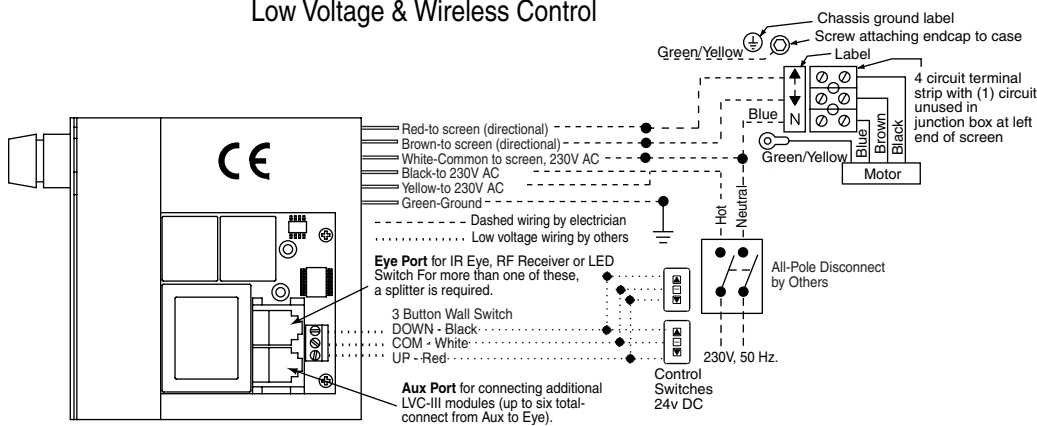 Low Voltage & Wireless Control
Chassis ground label
Screw attaching endcap to case
Green/Yellow
Label
4 circuit terminal
strip with (1) circuit
unused in
junction box at left
end of screen
N
Blue
Green/Yellow
Blue
Brown
Black
Motor
CE
Red-to screen (directional)
Brown-to screen (directional)
White-Common to screen, 230V AC
Black-to 230V AC
Yellow-to 230V AC
Green-Ground
Dashed wiring by electrician
Low voltage wiring by others
Hot
Neutral
Eye Port for IR Eye, RF Receiver or LED
Switch For more than one of these,
a splitter is required.
All-Pole Disconnect
by Others
3 Button Wall Switch
DOWN - Black
COM - White
UP - Red
230V, 50 Hz.
Control
Switches
24v DC
Aux Port for connecting additional
LVC-III modules (up to six total-
connect from Aux to Eye).